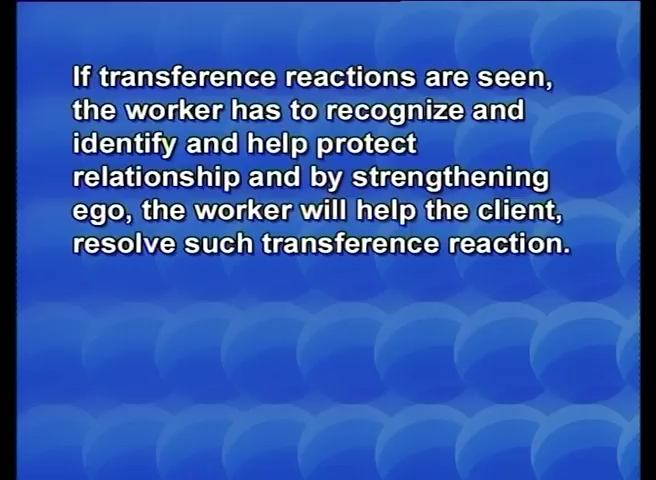 If transference reactions are seen,
the worker has to recognize and
identify and help protect
relationship and by strengthening
ego, the worker will help the client,
resolve such transference reaction.